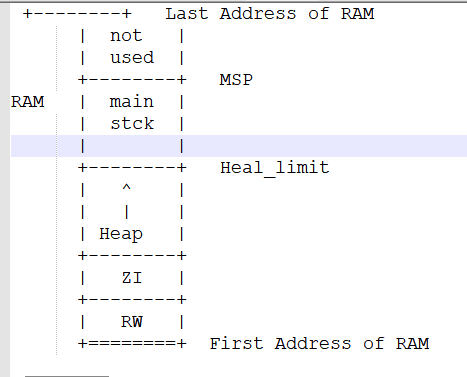 +--------+ Last Address of RAM
| not |
| used |
+--------+ MSP
RAM | main |
| stck |
| |
+--------+ Heal_limit
| ^ |
| | |
| Heap |
+--------+
| ZI |
+--------+
| RW |
+========+ First Address of RAM